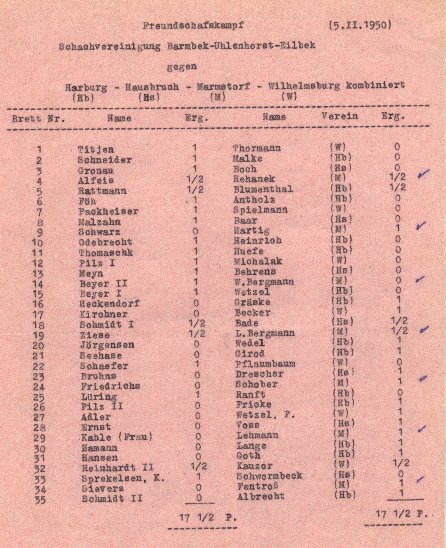 Freundschafskampf (5.II.1950)
Schachvereinigung Barmbek-Uhlenhorst-Eilbek
gegen
Harburg - Hausbruch - Marmstorf - Wilhelmsburg kombiniert
(Hb) (Hs) (M) (W)
Brett Nr. Name Erg. Name Verein Erg.
1 Titjen 1 Thormann (W) 0
2 Schneider 1 Malke (Hb) 0
3 Gronau 1 Boch (Hs) 0
4 Alfeis 1/2 Rehanek (M) 1/2
5 Rattmann 1/2 Blumenthal (Hb) 1/2
6 Föh 1 Antholz (Hb) 0
7 Packheiser 1 Spielmann (W) 0
8 Malzahn 1 Baar (Hs) 0
9 Schwarz 0 Hartig (M) 1
10 Odebrecht 1 Heinrich (Hb) 0
11 Thomaschk 1 Huefe (Hb) 0
12 Pilz I 1 Michalak (W) 0
13 Meyn 1 Behrens (Hs) 0
14 Beyer II 1 W.Bergmann (M) 0
15 Beyer I 1 Wetzel (Hb) 0
16 Heckendorf 0 Gräske (Hb) 1
17 Kirchner 0 Becker (W) 1
18 Schmidt I 1/2 Bade (Hs) 1/2
19 Ziese 1/2 L.Bergmann (M) 1/2
20 Jörgensen 0 Wedel (Hb) 1
21 Seehase 0 Girod (Hb) 1
22 Schaefer 1 Pflaumbaum (W) 0
23 Bruhns 0 Drescher (Hs) 1
24 Friedrichs 0 Schober (M) 1
25 Lüring 1 Ranft (Hb) 0
26 Pilz II 0 Fricke (Hb) 1
27 Adler 0 Wetzel, P. (W) 1
28 Ernst 0 Voss (Hs) 1
29 Kahle (Frau) 0 Lehmann (M) 1
30 Hamann 0 Lange (Hb) 1
31 Hansen 0 Goth (Hb) 1
32 Reinhardt II 1/2 Kauzor (W) 1/2
33 Sprekelsen, K. 1 Schwormbeck (Hs) 0
34 Sievers 0 Fentroß (M) 1
35 Schmidt II 0 Albrecht (Hb) 1
17 1/2 P. 17 1/2 P.